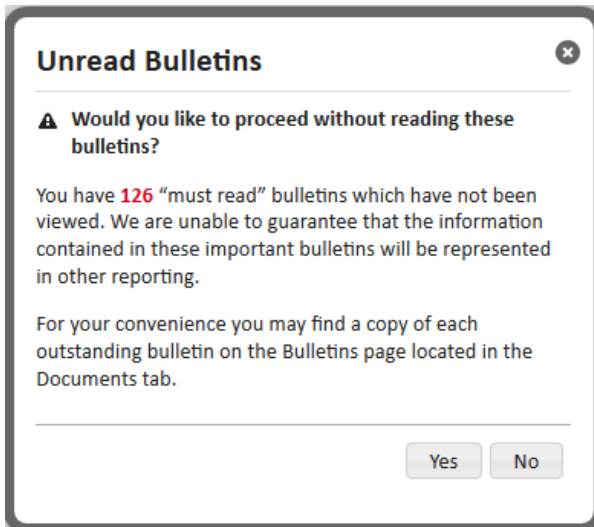 Unread Bulletins
Would you like to proceed without reading these
bulletins?
You have 126 “must read” bulletins which have not been
viewed. We are unable to guarantee that the information
contained in these important bulletins will be represented
in other reporting.
For your convenience you may find a copy of each
outstanding bulletin on the Bulletins page located in the
Documents tab.
Yes No